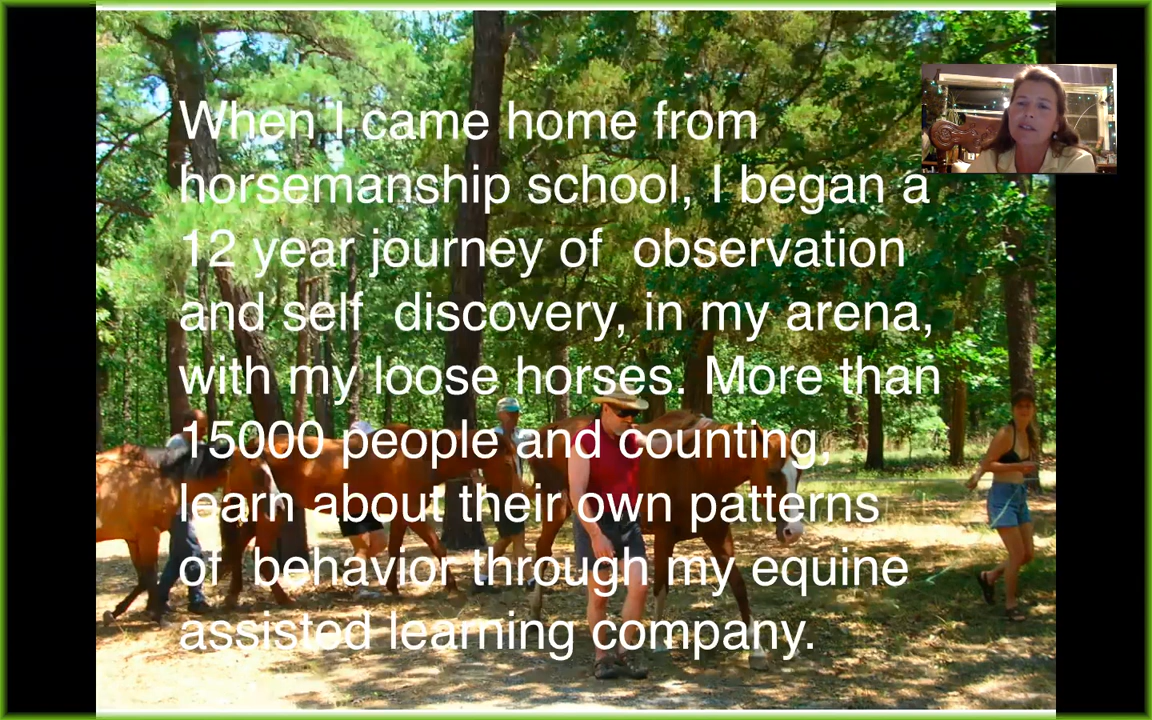 When I came home from
horsemanship school, I began a
12 year journey of  observation
and self  discovery, in my arena,
with my loose horses. More than
15000 people and counting,
learn about their own patterns
of  behavior through my equine
assisted learning company.